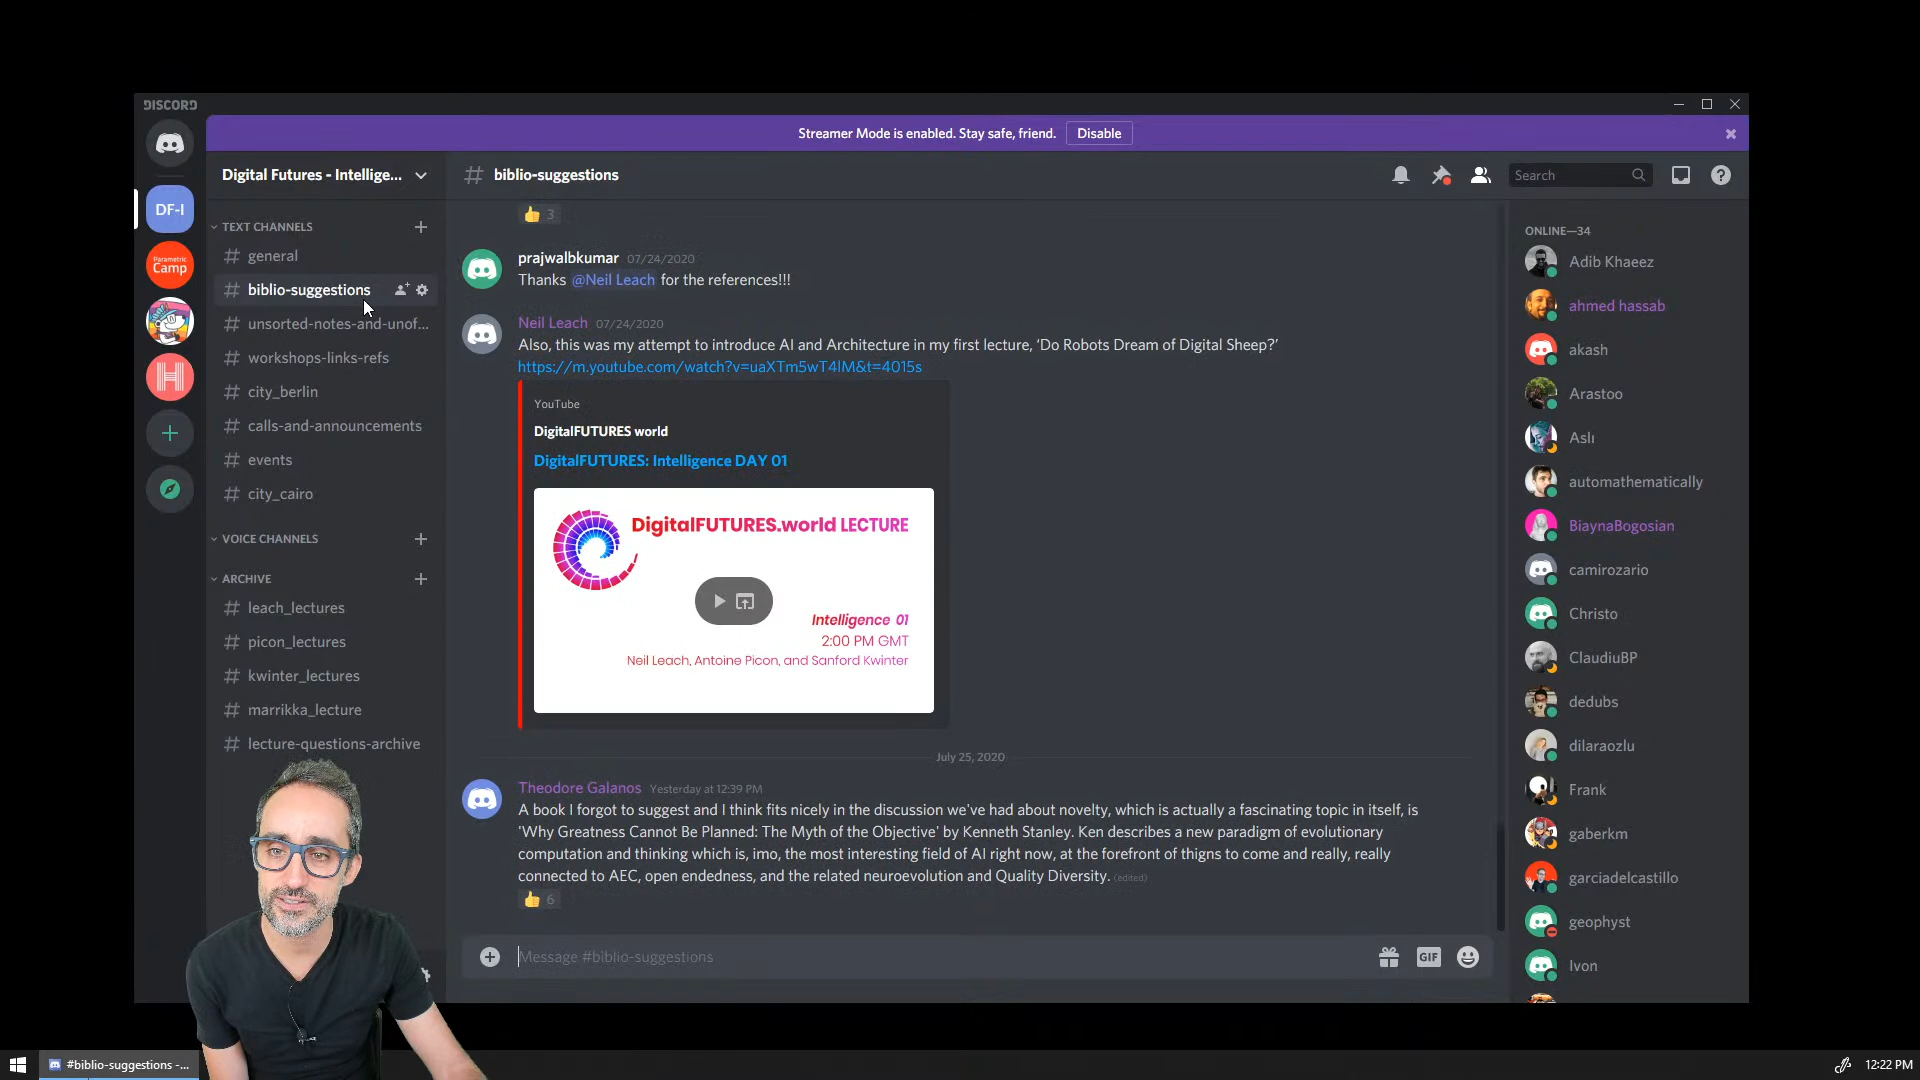 DISCORD
Streamer Mode is enabled. Stay safe, friend.
Disable
Digital Futures - Intellige...
# biblio-suggestions
Search
DF-I
Parametric
Camp
TEXT CHANNELS
# general
# biblio-suggestions
# unsorted-notes-and-unof...
# workshops-links-refs
# city_berlin
# calls-and-announcements
# events
# city_cairo
VOICE CHANNELS
ARCHIVE
# leach_lectures
# picon_lectures
# kwinter_lectures
# marrikka_lecture
# lecture-questions-archive
3
prajwalbkumar 07/24/2020
Thanks @Neil Leach for the references!!!
Neil Leach 07/24/2020
Also, this was my attempt to introduce AI and Architecture in my first lecture, ‘Do Robots Dream of Digital Sheep?’
https://m.youtube.com/watch?v=uaXTm5wT4lM&t=4015s
YouTube
DigitalFUTURES world
DigitalFUTURES: Intelligence DAY 01
DigitalFUTURES.world LECTURE
Intelligence 01
2:00 PM GMT
Neil Leach, Antoine Picon, and Sanford Kwinter
July 25, 2020
Theodore Galanos Yesterday at 12:39 PM
A book I forgot to suggest and I think fits nicely in the discussion we've had about novelty, which is actually a fascinating topic in itself, is
'Why Greatness Cannot Be Planned: The Myth of the Objective' by Kenneth Stanley. Ken describes a new paradigm of evolutionary
computation and thinking which is, imo, the most interesting field of AI right now, at the forefront of thigns to come and really, really
connected to AEC, open endedness, and the related neuroevolution and Quality Diversity. (edited)
6
Message #biblio-suggestions
GIF
ONLINE—34
Adib Khaeez
ahmed hassab
akash
Arastoo
Aslı
automathematically
BiaynaBogosian
camirozario
Christo
ClaudiuBP
dedubs
dilaraozlu
Frank
gaberkm
garciadelcastillo
geophyst
Ivon
#biblio-suggestions -...
12:22 PM